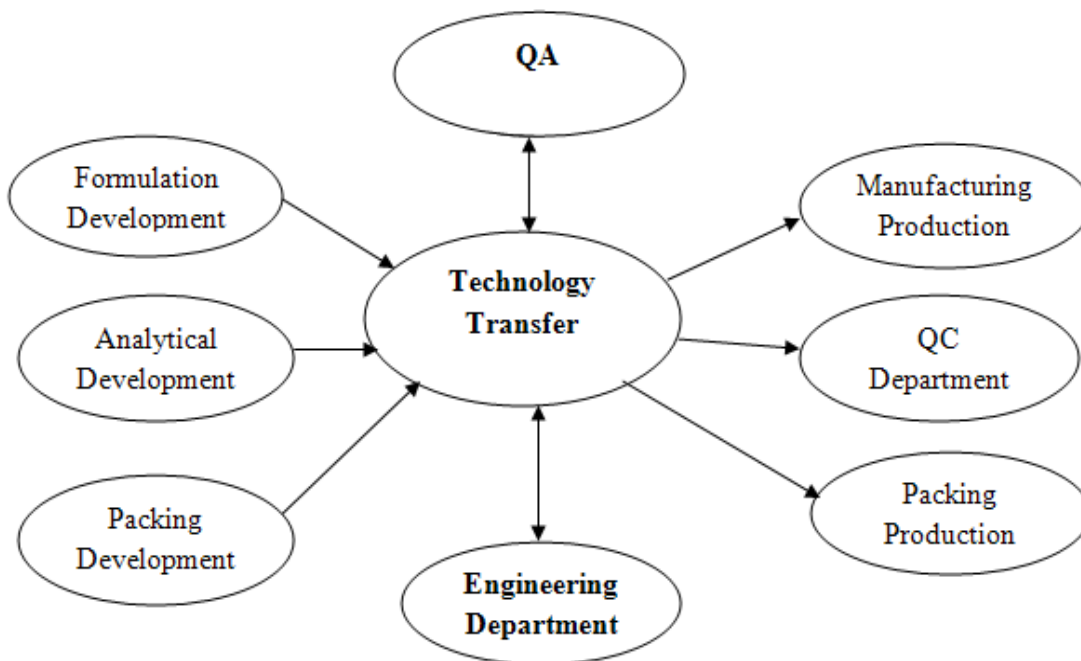 QA
Formulation
Development
Manufacturing
Production
Technology
Transfer
Analytical
Development
QC
Department
Packing
Development
Packing
Production
Engineering
Department